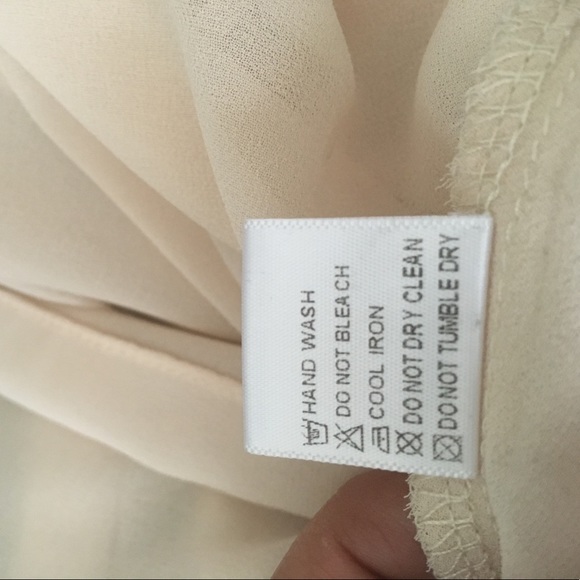 HAND WASH
DO NOT BLEACH
COOL IRON
DO NOT DRY CLEAN
DO NOT TUMBLE DRY